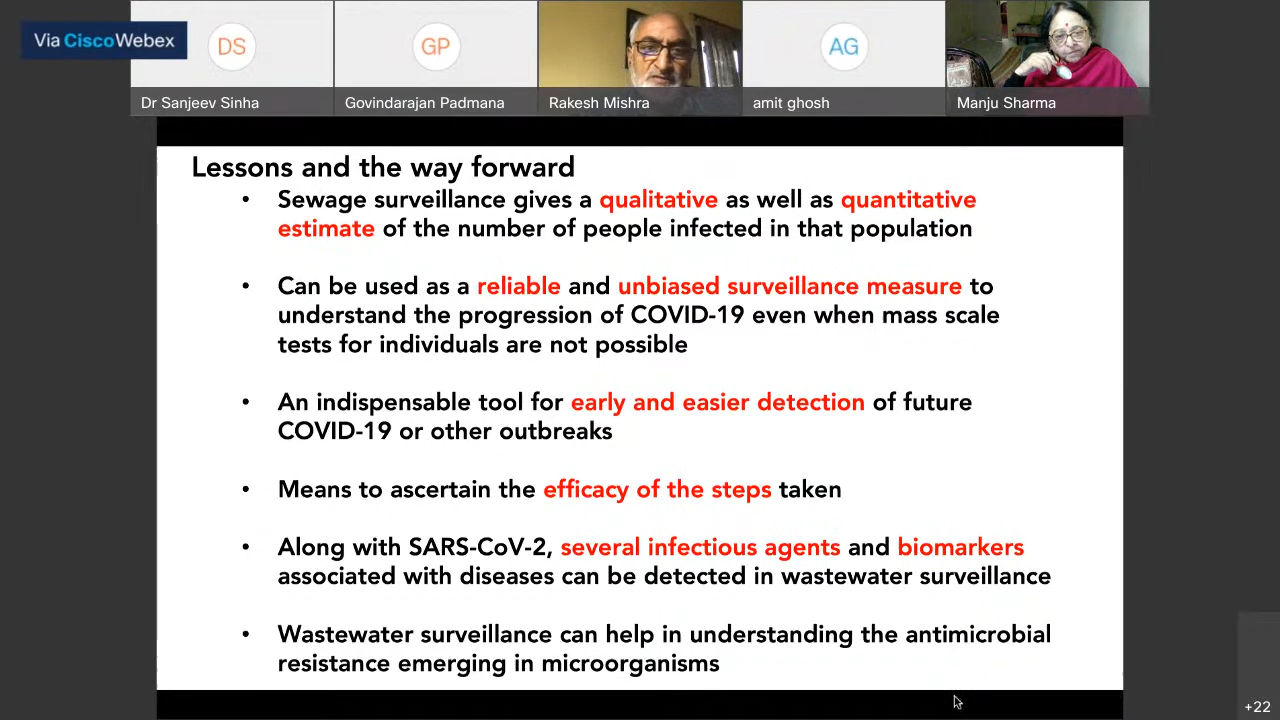 Via CiscoWebex
DS
GP
AG
Dr Sanjeev Sinha
Govindarajan Padmana
Rakesh Mishra
amit ghosh
Manju Sharma
Lessons and the way forward
• Sewage surveillance gives a qualitative as well as quantitative
estimate of the number of people infected in that population
• Can be used as a reliable and unbiased surveillance measure to
understand the progression of COVID-19 even when mass scale
tests for individuals are not possible
• An indispensable tool for early and easier detection of future
COVID-19 or other outbreaks
• Means to ascertain the efficacy of the steps taken
• Along with SARS-CoV-2, several infectious agents and biomarkers
associated with diseases can be detected in wastewater surveillance
• Wastewater surveillance can help in understanding the antimicrobial
resistance emerging in microorganisms
+22